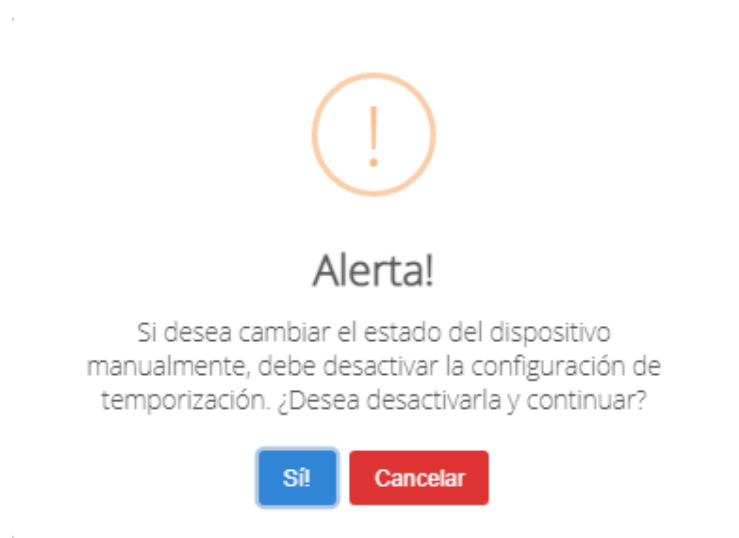 Alerta!
Si desea cambiar el estado del dispositivo
manualmente, debe desactivar la configuración de
temporización. ¿Desea desactivarla y continuar?
Sí!
Cancelar